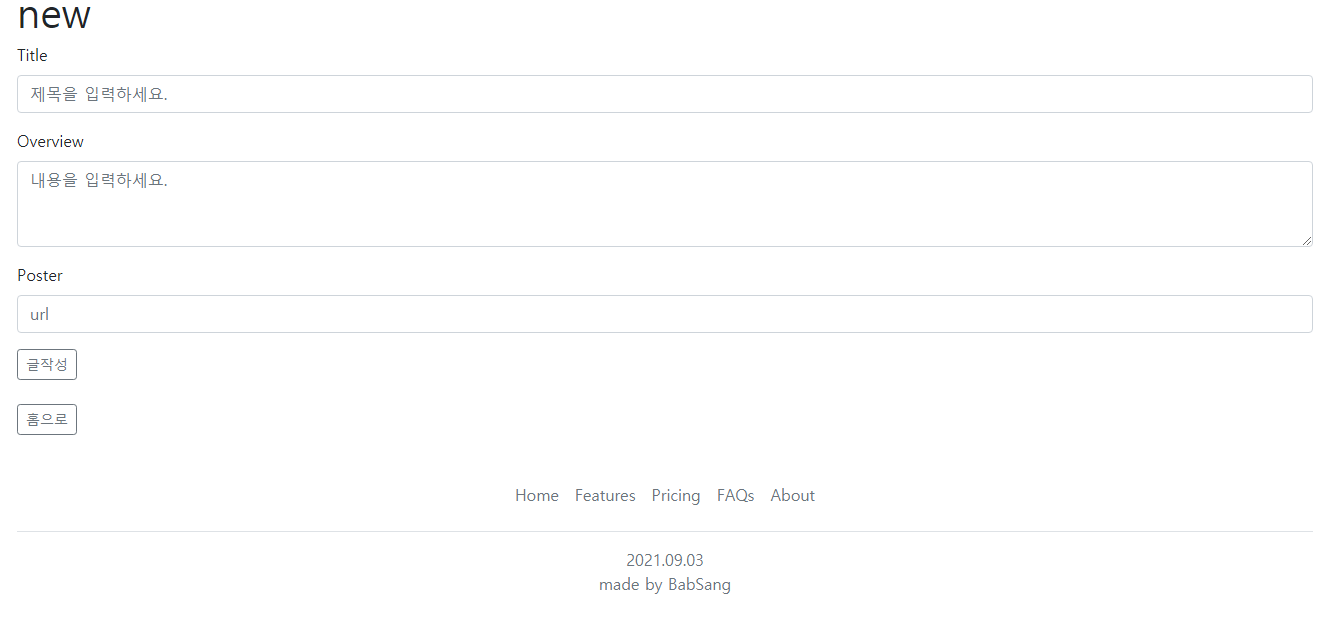 new
Title
제목을 입력하세요.
Overview
내용을 입력하세요.
Poster
url
글작성
홈으로
Home Features Pricing FAQs About
2021.09.03
made by BabSang